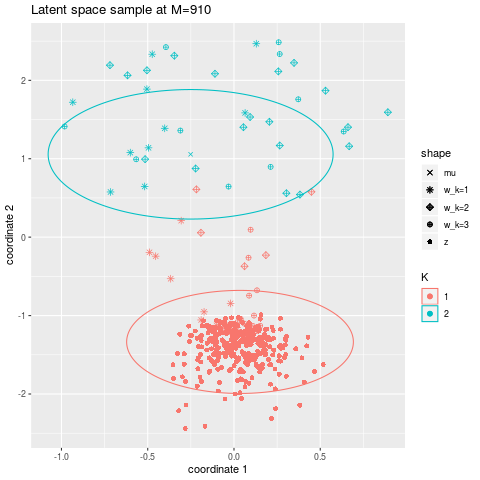 Latent space sample at M=910
coordinate 2
2
1
0
-1
-2
-1.0
-0.5
0.0
0.5
coordinate 1
shape
mu
w_k=1
w_k=2
w_k=3
z
K
1
2